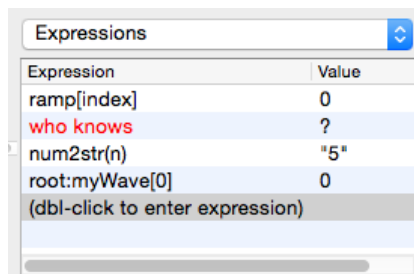 Expressions
Expression Value
ramp[index] 0
who knows ?
num2str(n) "5"
root:myWave[0] 0
(dbl-click to enter expression)